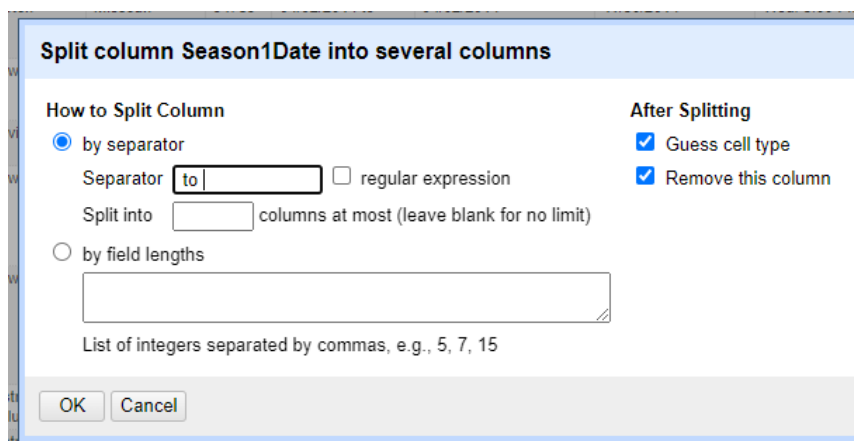 Split column Season1Date into several columns
How to Split Column
After Splitting
by separator
Guess cell type
Separator to regular expression
Remove this column
Split into columns at most (leave blank for no limit)
by field lengths
List of integers separated by commas, e.g., 5, 7, 15
OK Cancel